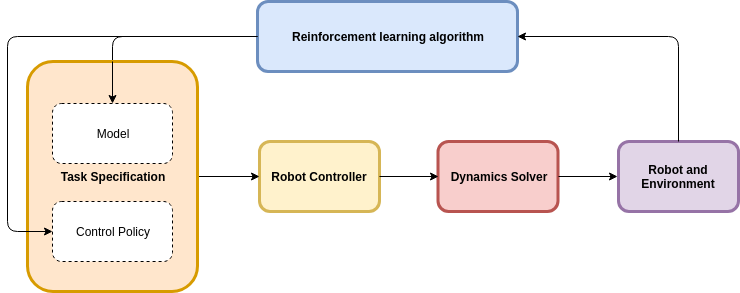 Reinforcement learning algorithm
Model
Task Specification
Control Policy
Robot Controller
Dynamics Solver
Robot and
Environment